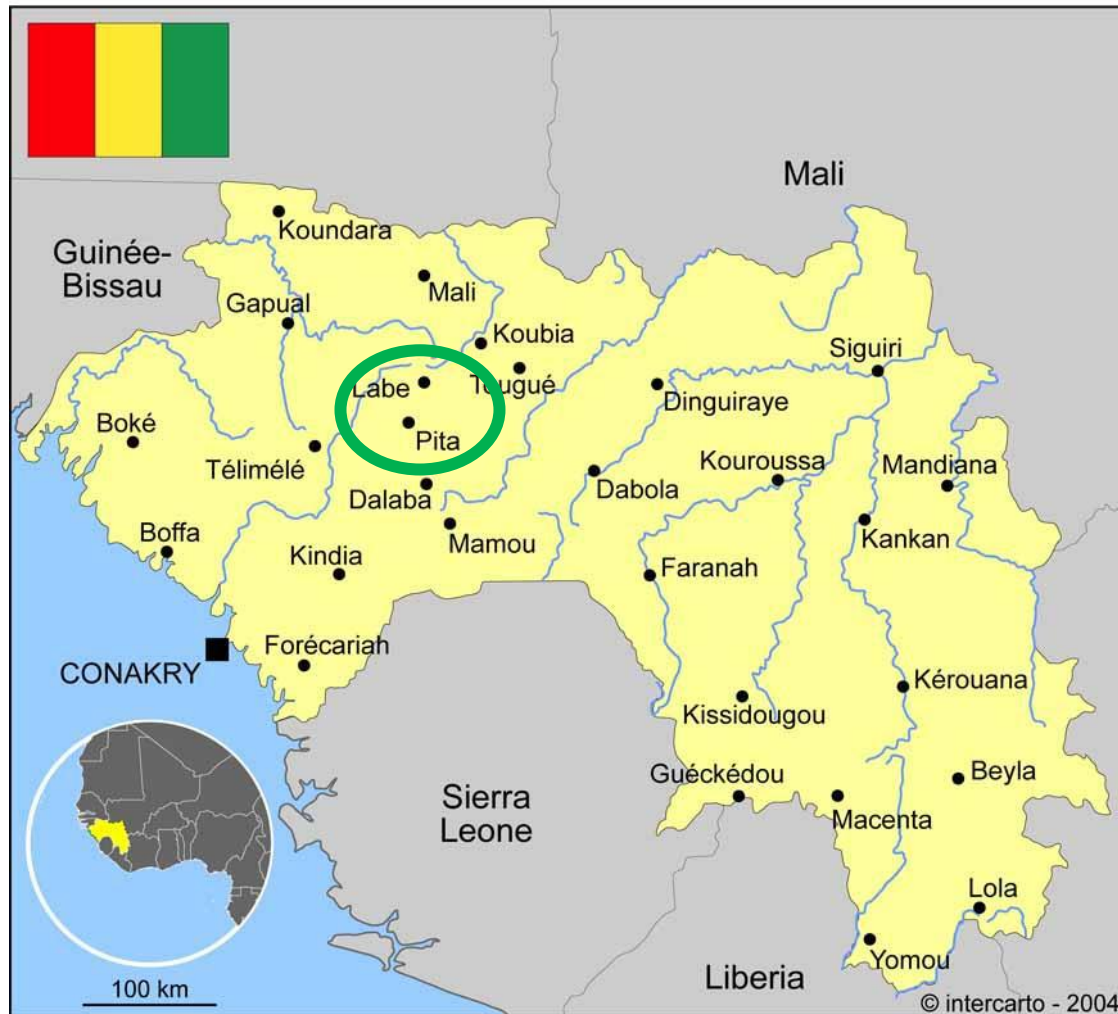 Mali
Koundara
Guinée-
Bissau
Mali
Gapual
Koubia
Siguiri
Labe
Tougué
Dinguiraye
Boké
Pita
Télimélé
Kouroussa
Mandiana
Dabola
Dalaba
Boffa
Mamou
Kankan
Kindia
Faranah
Forécariah
CONAKRY
Kérouana
Kissidougou
Guéckédou
Beyla
Sierra
Leone
Macenta
Lola
Yomou
Liberia
100 km
© intercarto - 2004